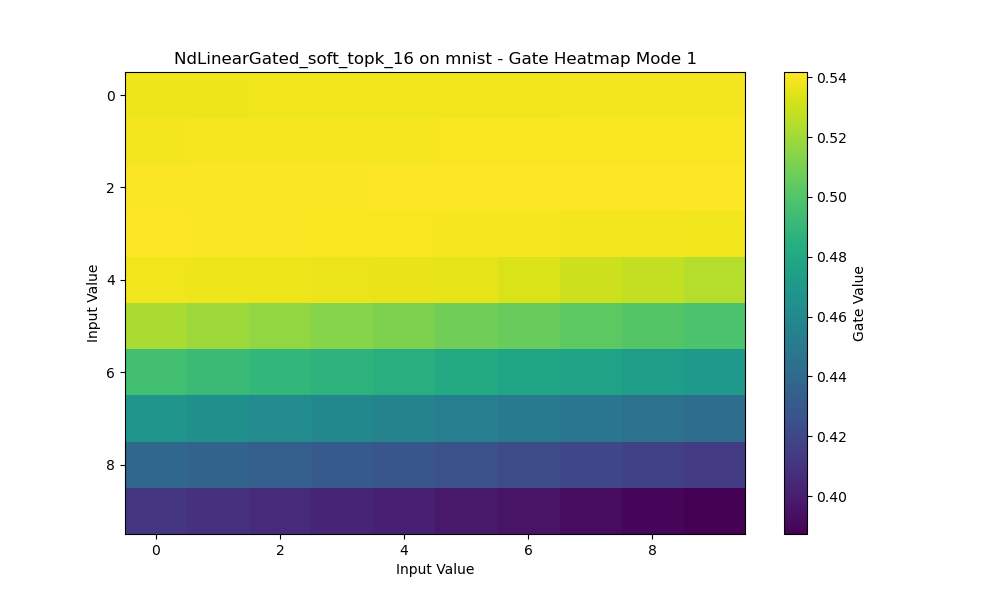 NdLinearGated_soft_topk_16 on mnist - Gate Heatmap Mode 1
0
2
4
6
8
Input Value
0 2 4 6 8
Input Value
0.54
0.52
0.50
0.48
0.46
0.44
0.42
0.40
Gate Value